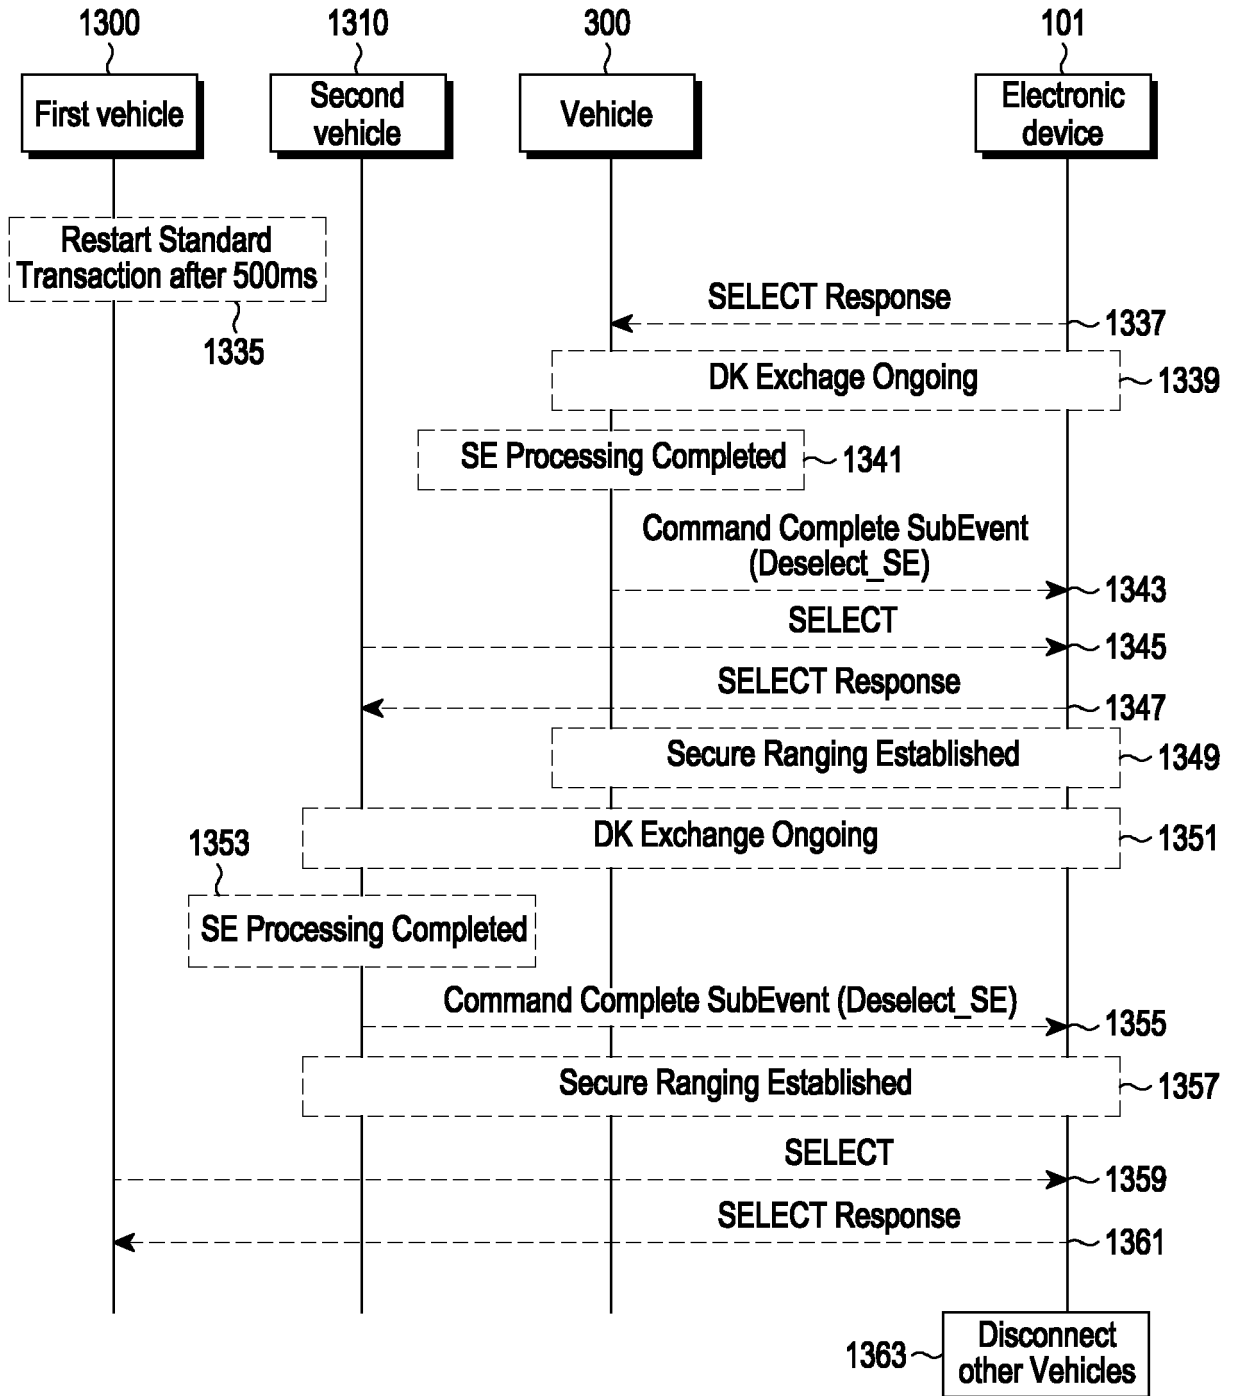 1300
1310
300
101
First vehicle
Second
vehicle
Vehicle
Electronic
device
Restart Standard
Transaction after 500ms
1335
SELECT Response
1337
DK Exchage Ongoing
1339
SE Processing Completed
1341
Command Complete SubEvent
(Deselect_SE)
1343
SELECT
1345
SELECT Response
1347
Secure Ranging Established
1349
DK Exchange Ongoing
1351
1353
SE Processing Completed
Command Complete SubEvent (Deselect_SE)
1355
Secure Ranging Established
1357
SELECT
1359
SELECT Response
1361
1363
Disconnect
other Vehicles